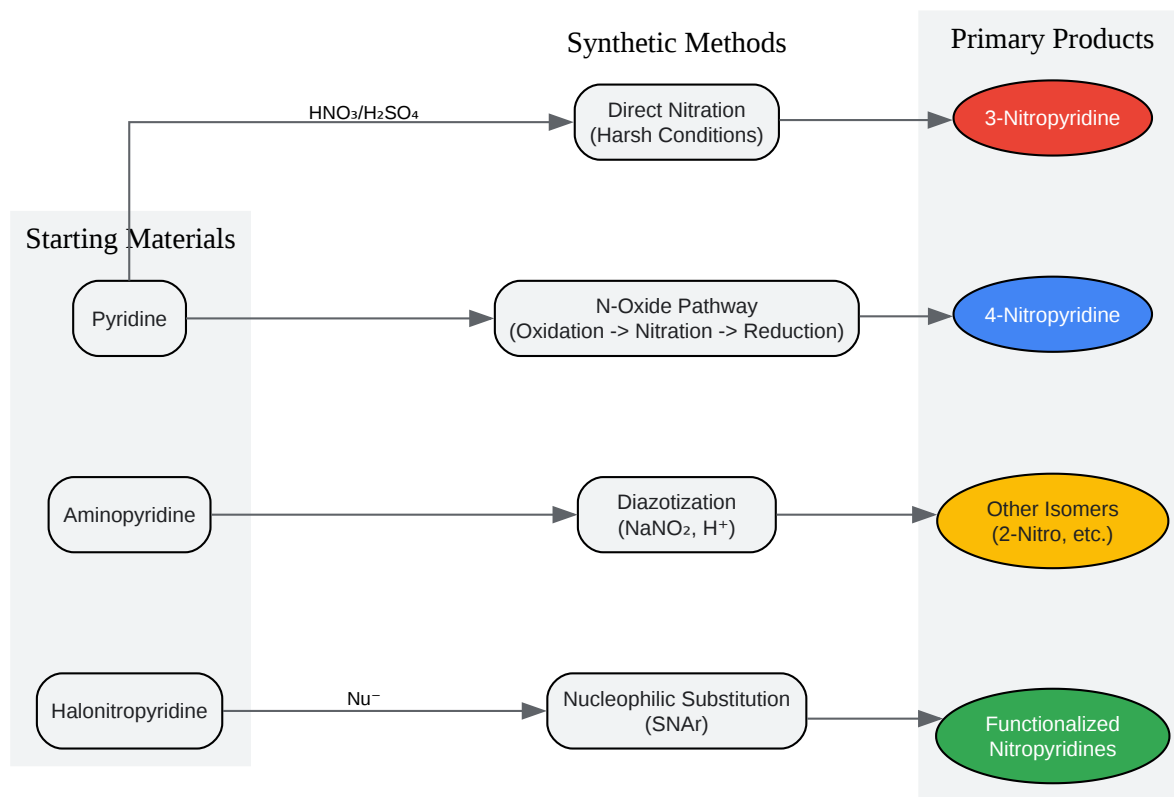 Synthetic Methods
Primary Products
HNO₃/H₂SO₄
Direct Nitration
(Harsh Conditions)
3-Nitropyridine
Starting Materials
Pyridine
N-Oxide Pathway
(Oxidation -> Nitration -> Reduction)
4-Nitropyridine
Aminopyridine
Diazotization
(NaNO₂, H⁺)
Other Isomers
(2-Nitro, etc.)
Halonitropyridine
Nu⁻
Nucleophilic Substitution
(SNAr)
Functionalized
Nitropyridines